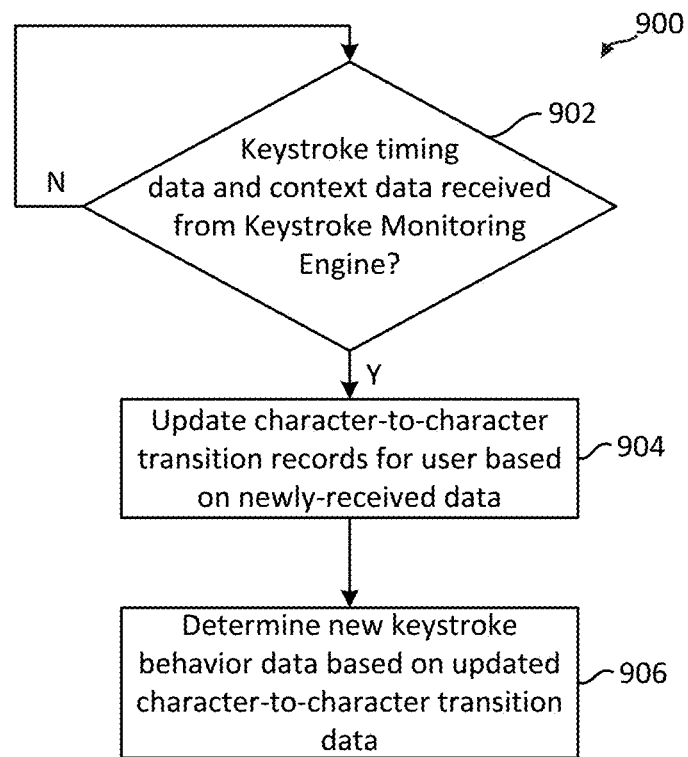 900
902
Keystroke timing
data and context data received
from Keystroke Monitoring
Engine?
N
Y
Update character-to-character
transition records for user based
on newly-received data
904
Determine new keystroke
behavior data based on updated
character-to-character transition
data
906